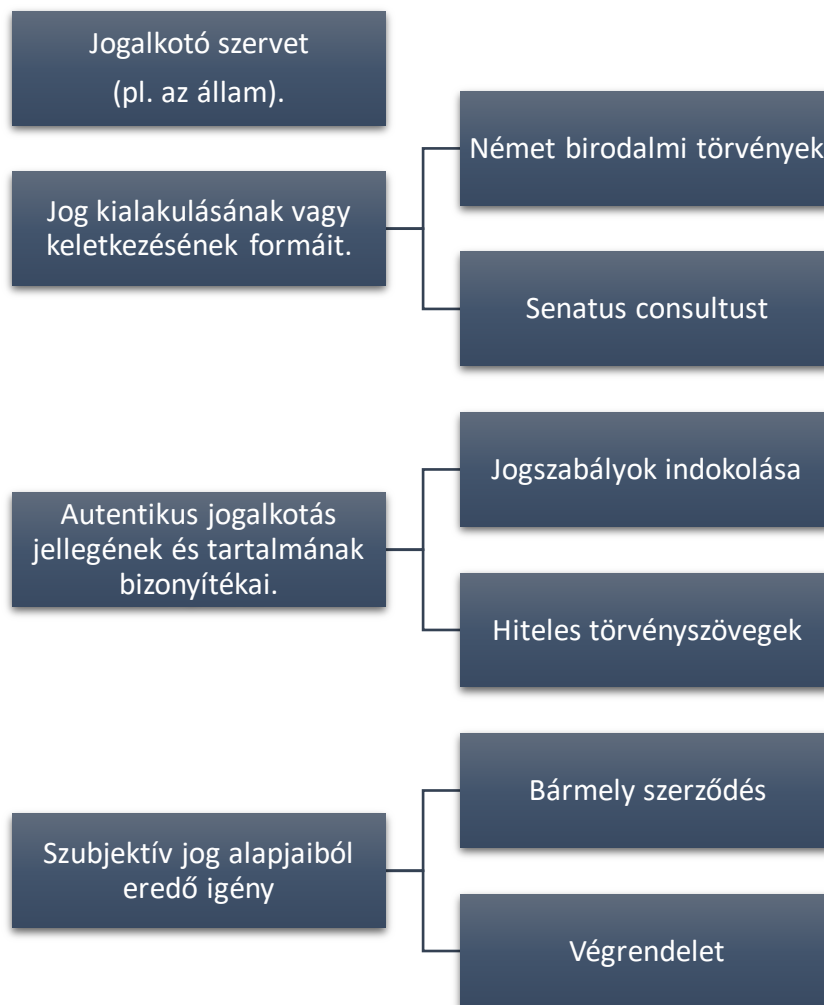 Jogalkotó szervet
(pl. az állam).
Jog kialakulásának vagy
keletkezésének formáit.
Német birodalmi törvények
Senatus consultust
Autentikus jogalkotás
jellegének és tartalmának
bizonyítékai.
Jogszabályok indokolása
Hiteles törvényszövegek
Szubjektív jog alapjaiból
eredő igény
Bármely szerződés
Végrendelet